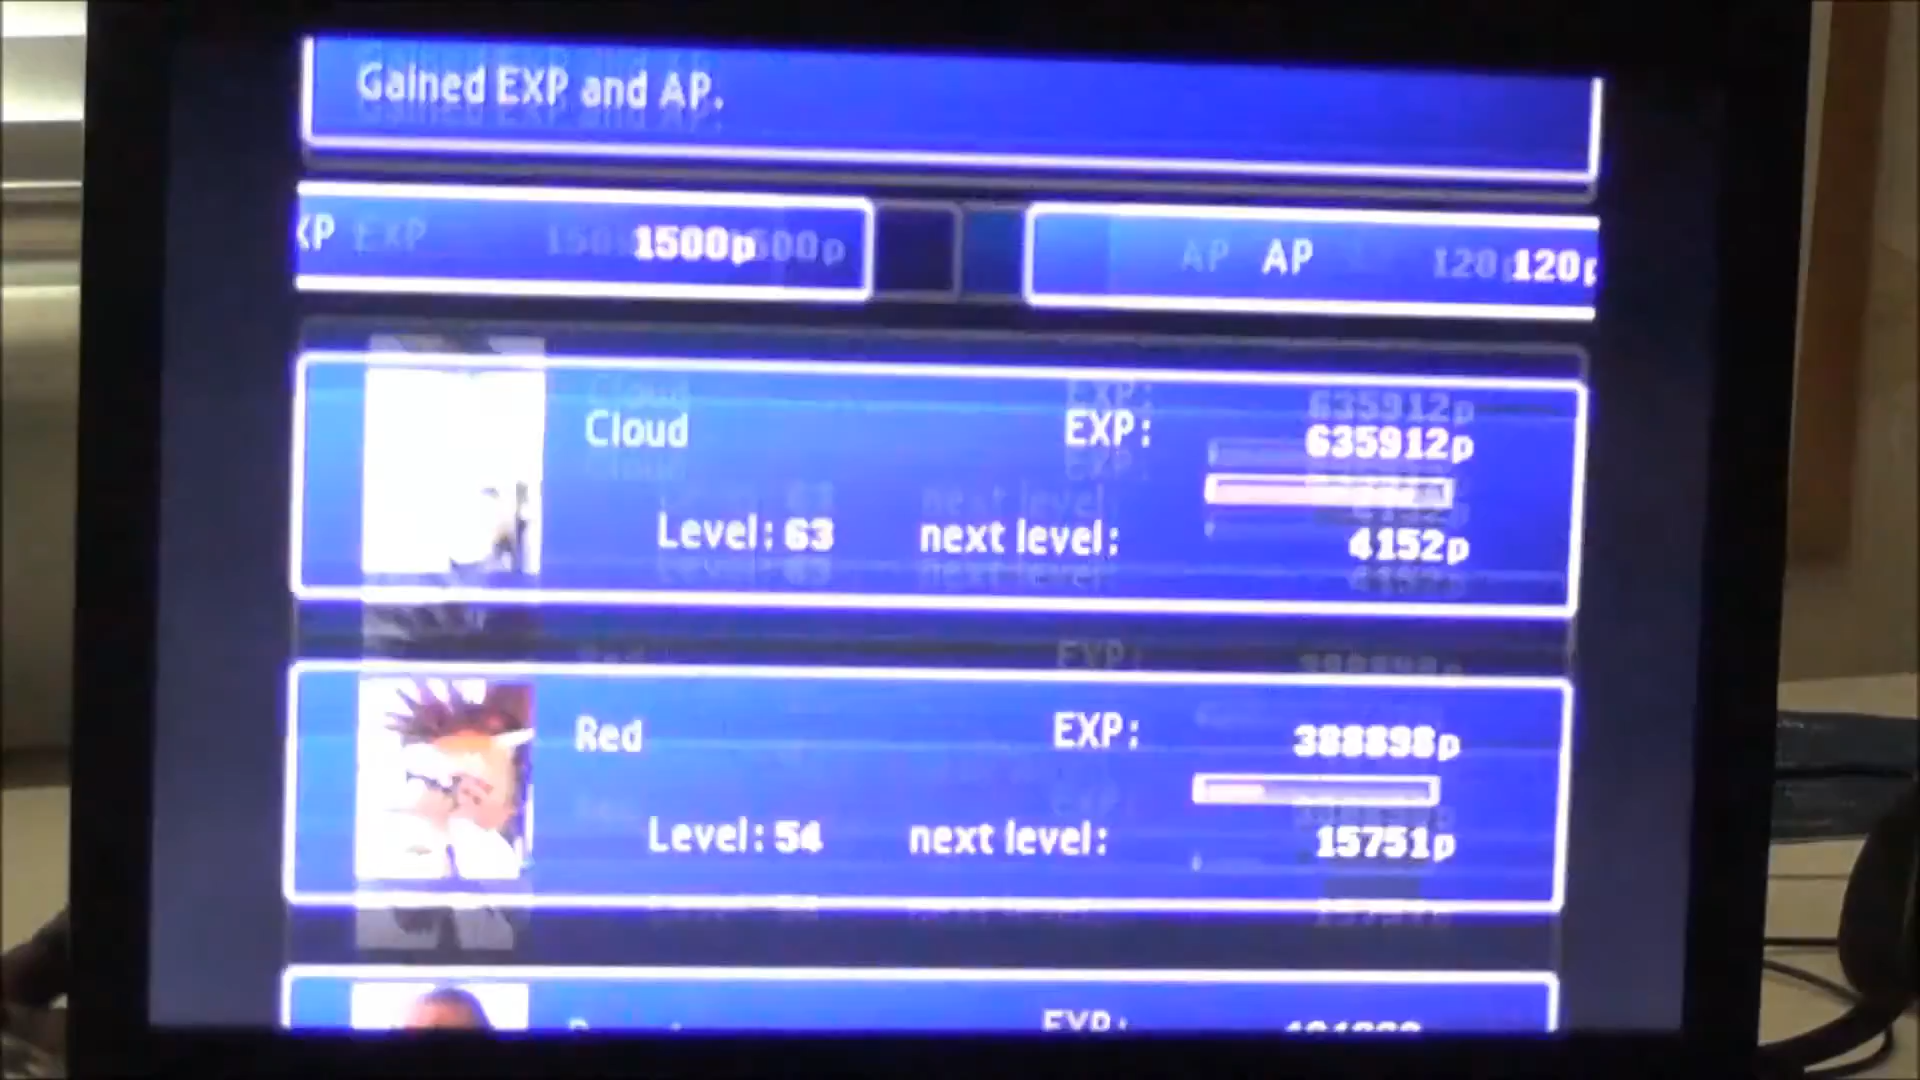 Gained EXP and AP.
XP 1500p AP 120p
Cloud EXP: 635912p
Level: 63 next level: 4152p
Red EXP: 388898p
Level: 54 next level: 15751p
EXP: